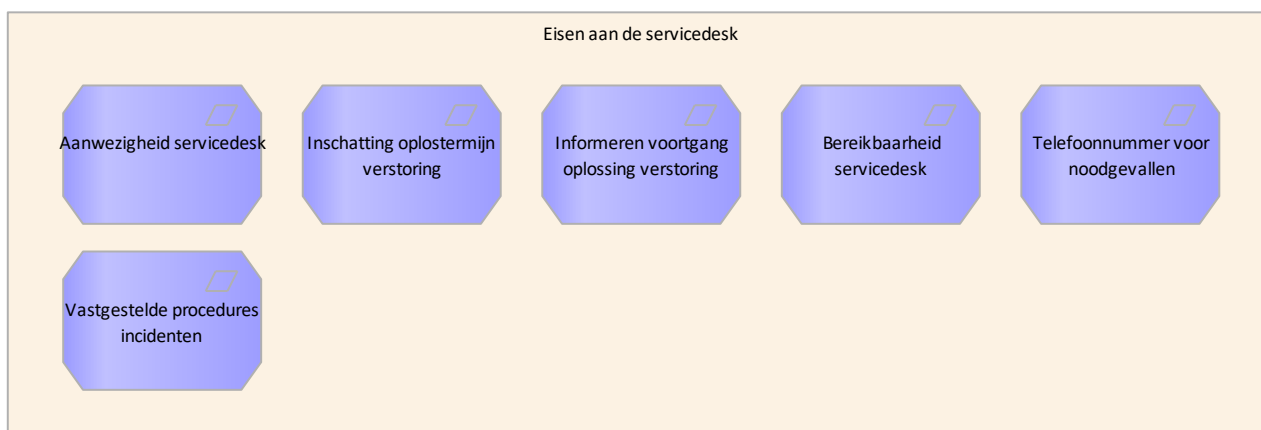 Eisen aan de servicedesk
Aanwezigheid servicedesk
Inschatting oplostermijn
verstoring
Informeren voortgang
oplossing verstoring
Bereikbaarheid
servicedesk
Telefoonnummer voor
noodgevallen
Vastgestelde procedures
incidenten